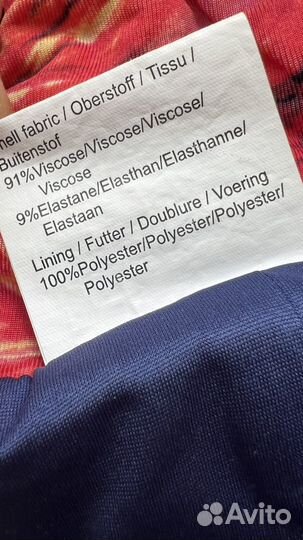 hell fabric / Oberstoff / Tissu /
Buitenstof
91%Viscose/Viscose/Viscose/
Viscose
9%Elastane/Elasthan/Elasthanne/
Elastaan
Lining / Futter / Doublure / Voering
100%Polyester/Polyester/Polyester/
Polyester
Avito